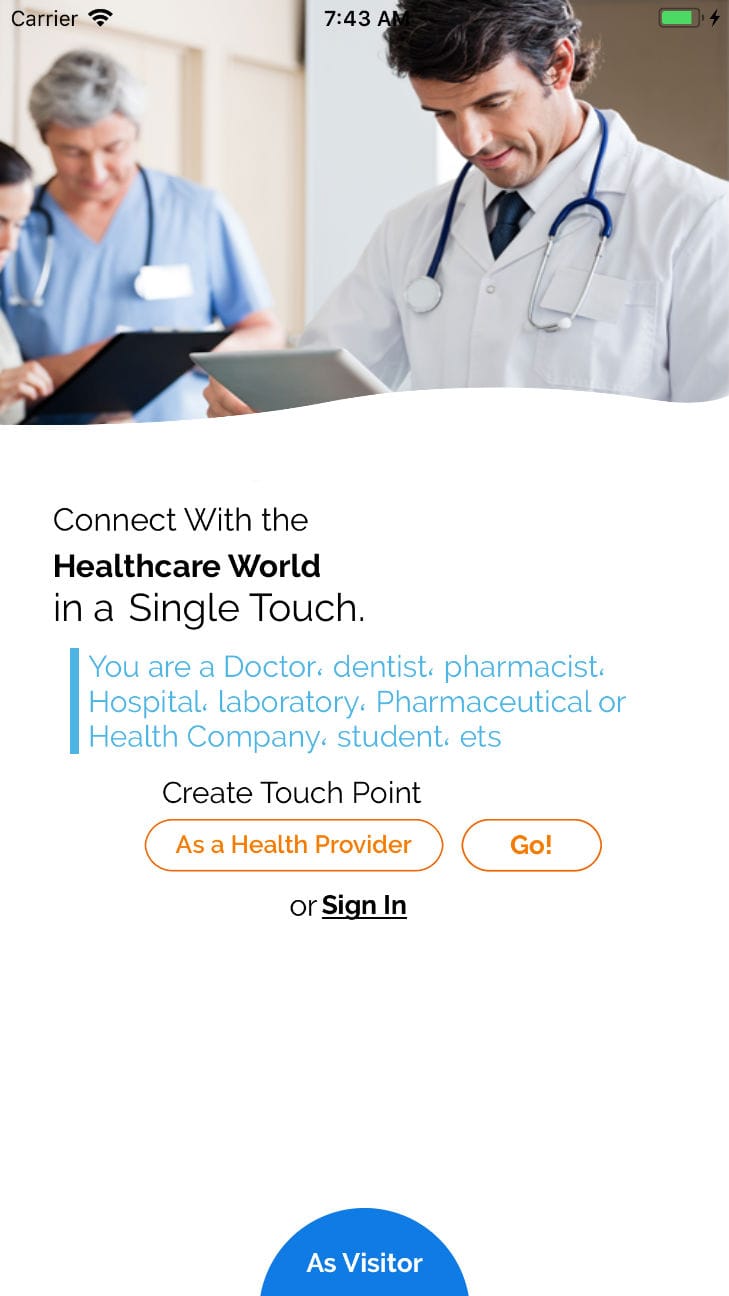 Carrier 7:43 AM
Connect With the
Healthcare World
in a Single Touch.
You are a Doctor، dentist، pharmacist،
Hospital، laboratory، Pharmaceutical or
Health Company، student، ets
Create Touch Point
As a Health Provider Go!
or Sign In
As Visitor